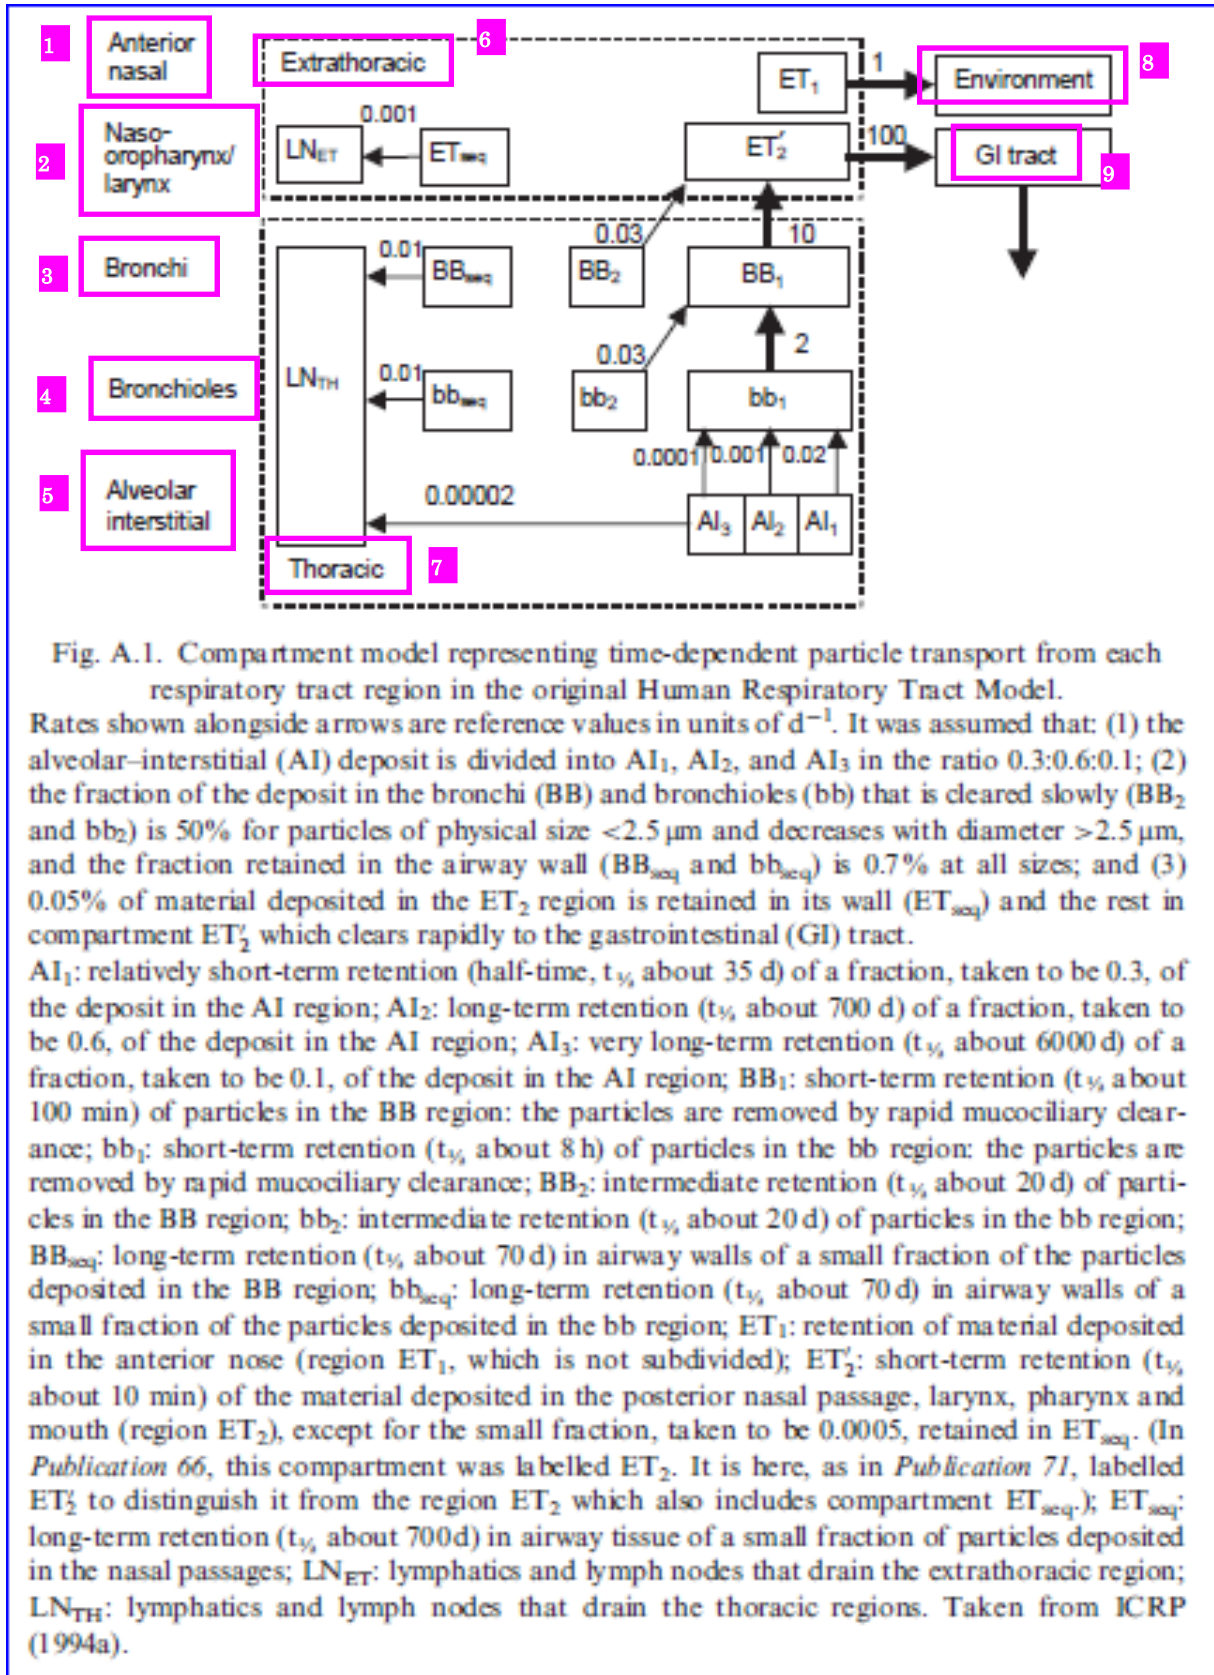 1
Anterior
nasal
2
Naso-
oropharynx/
larynx
3
Bronchi
4
Bronchioles
5
Alveolar
interstitial
6
Extrathoracic
7
Thoracic
8
Environment
9
GI tract
ET₁
1
LN_ET
0.001
ET_seq
ET′₂
100
0.01
BB_seq
0.03
BB₂
10
BB₁
LN_TH
0.01
bb_seq
0.03
bb₂
2
bb₁
0.0001
0.001
0.02
0.00002
AI₃
AI₂
AI₁
Fig. A.1. Compartment model representing time-dependent particle transport from each
respiratory tract region in the original Human Respiratory Tract Model.
Rates shown alongside arrows are reference values in units of d⁻¹. It was assumed that: (1) the
alveolar–interstitial (AI) deposit is divided into AI₁, AI₂, and AI₃ in the ratio 0.3:0.6:0.1; (2)
the fraction of the deposit in the bronchi (BB) and bronchioles (bb) that is cleared slowly (BB₂
and bb₂) is 50% for particles of physical size <2.5 µm and decreases with diameter >2.5 µm,
and the fraction retained in the airway wall (BB_seq and bb_seq) is 0.7% at all sizes; and (3)
0.05% of material deposited in the ET₂ region is retained in its wall (ET_seq) and the rest in
compartment ET′₂ which clears rapidly to the gastrointestinal (GI) tract.
AI₁: relatively short-term retention (half-time, t½ about 35 d) of a fraction, taken to be 0.3, of
the deposit in the AI region; AI₂: long-term retention (t½ about 700 d) of a fraction, taken to
be 0.6, of the deposit in the AI region; AI₃: very long-term retention (t½ about 6000 d) of a
fraction, taken to be 0.1, of the deposit in the AI region; BB₁: short-term retention (t½ about
100 min) of particles in the BB region: the particles are removed by rapid mucociliary clear-
ance; bb₁: short-term retention (t½ about 8 h) of particles in the bb region: the particles are
removed by rapid mucociliary clearance; BB₂: intermediate retention (t½ about 20 d) of parti-
cles in the BB region; bb₂: intermediate retention (t½ about 20 d) of particles in the bb region;
BB_seq: long-term retention (t½ about 70 d) in airway walls of a small fraction of the particles
deposited in the BB region; bb_seq: long-term retention (t½ about 70 d) in airway walls of a
small fraction of the particles deposited in the bb region; ET₁: retention of material deposited
in the anterior nose (region ET₁, which is not subdivided); ET′₂: short-term retention (t½
about 10 min) of the material deposited in the posterior nasal passage, larynx, pharynx and
mouth (region ET₂), except for the small fraction, taken to be 0.0005, retained in ET_seq. (In
Publication 66, this compartment was labelled ET₂. It is here, as in Publication 71, labelled
ET′₂ to distinguish it from the region ET₂ which also includes compartment ET_seq.); ET_seq:
long-term retention (t½ about 700 d) in airway tissue of a small fraction of particles deposited
in the nasal passages; LN_ET: lymphatics and lymph nodes that drain the extrathoracic region;
LN_TH: lymphatics and lymph nodes that drain the thoracic regions. Taken from ICRP
(1994a).